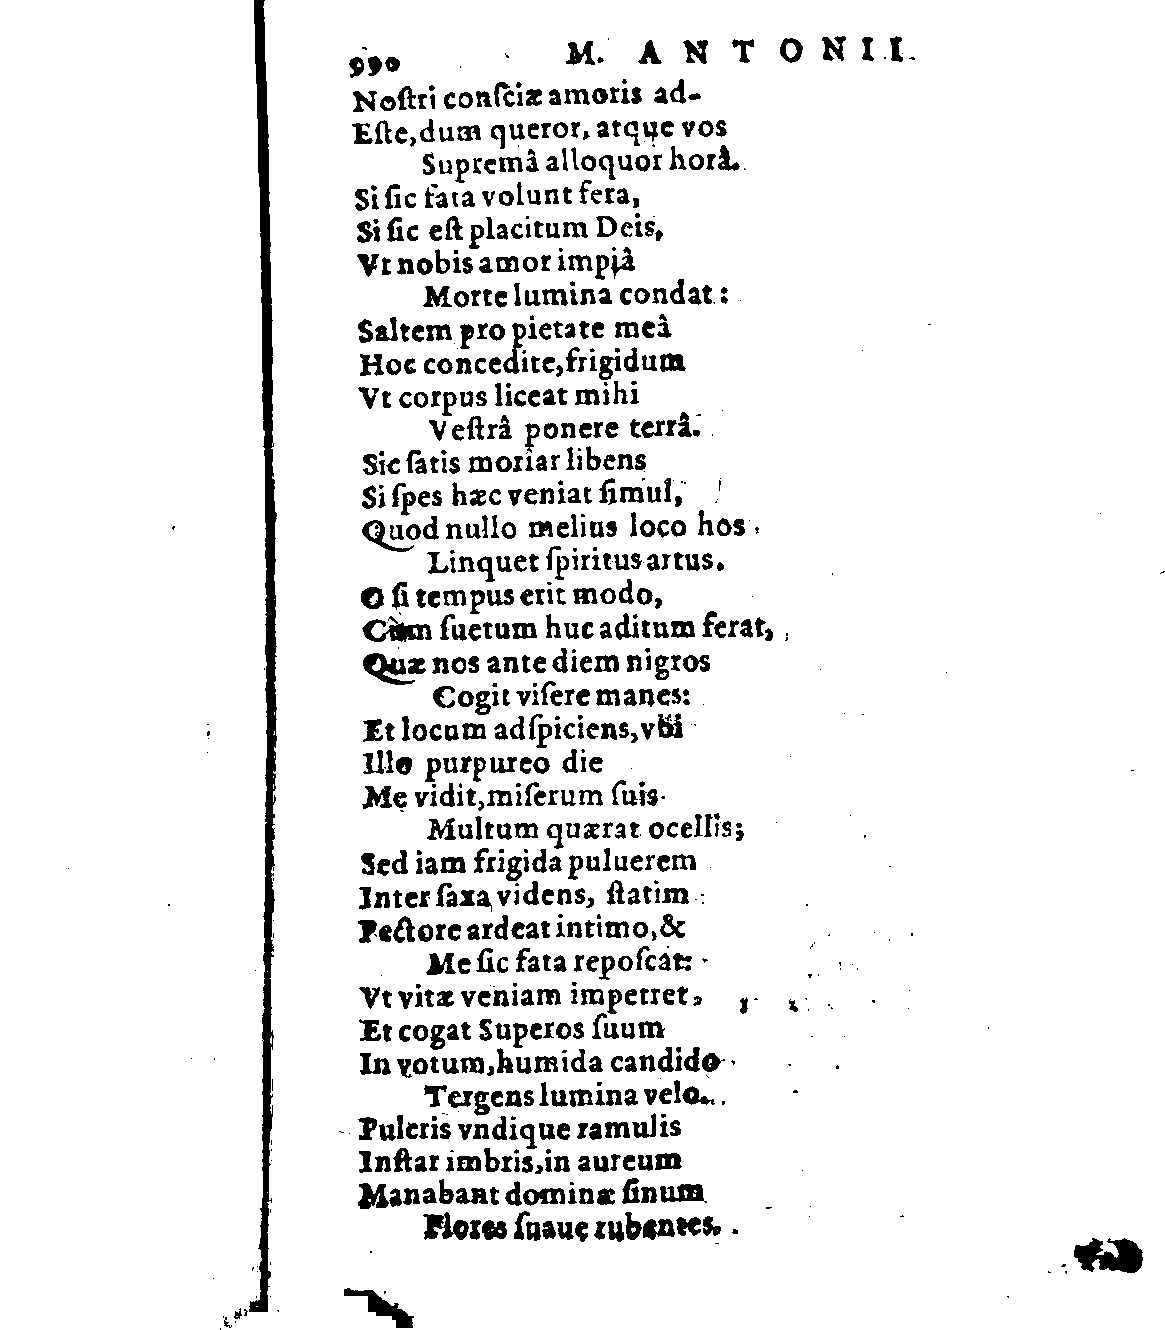 990 M. ANTONII.
Noſtri conſciæ amoris ad-
Eſte, dum queror, atque vos
Supremâ alloquor horâ.
Si ſic fata volunt fera,
Si ſic eſt placitum Deis,
Vt nobis amor impiâ
Morte lumina condat:
Saltem pro pietate meâ
Hoc concedite, frigidum
Vt corpus liceat mihi
Veſtrâ ponere terrâ.
Sic ſatis moriar libens
Si ſpes hæc veniat ſimul,
Quod nullo melius loco hos
Linquet ſpiritus artus.
O ſi tempus erit modo,
Cùm ſuetum huc aditum ferat,
Quæ nos ante diem nigros
Cogit viſere manes:
Et locum adſpiciens, vbi
Illo purpureo die
Me vidit, miſerum ſuis
Multum quærat ocellis;
Sed iam frigida puluerem
Inter ſaxa videns, ſtatim
Pectore ardeat intimo, &
Me ſic fata repoſcat:
Vt vitæ veniam impetret,
Et cogat Superos ſuum
In votum, humida candido
Tergens lumina velo.
Pulcris vndique ramulis
Inſtar imbris, in aureum
Manabant dominæ ſinum
Flores ſuaue rubentes.